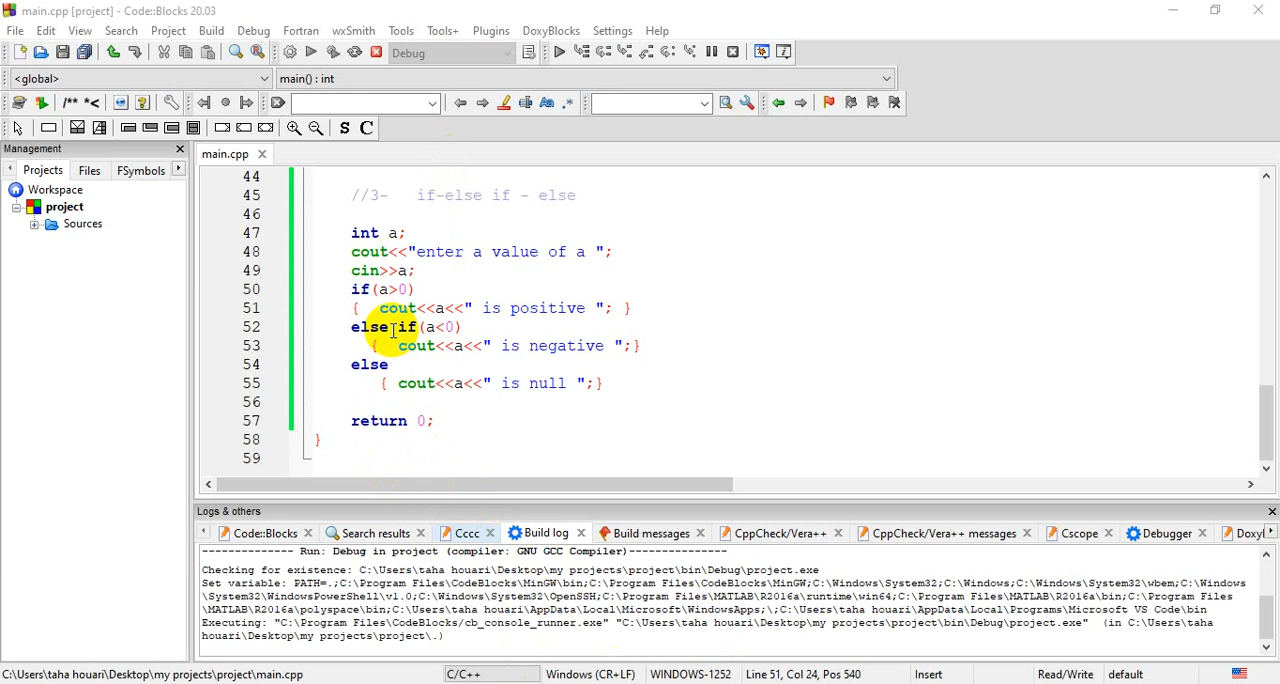 main.cpp [project] - Code::Blocks 20.03
File Edit View Search Project Build Debug Fortran wxSmith Tools Tools+ Plugins DoxyBlocks Settings Help
Debug
<global> main() : int
/** *<
S C
Management
main.cpp
Projects Files FSymbols
Workspace
project
Sources
44
45 //3- if-else if - else
46
47 int a;
48 cout<<"enter a value of a ";
49 cin>>a;
50 if(a>0)
51 { cout<<a<<" is positive "; }
52 else if(a<0)
53 { cout<<a<<" is negative ";}
54 else
55 { cout<<a<<" is null ";}
56
57 return 0;
58 }
59
Logs & others
Code::Blocks Search results Cccc Build log Build messages CppCheck/Vera++ CppCheck/Vera++ messages Cscope Debugger DoxyBl
-------------- Run: Debug in project (compiler: GNU GCC Compiler)---------------
Checking for existence: C:\Users\taha houari\Desktop\my projects\project\bin\Debug\project.exe
Set variable: PATH=.;C:\Program Files\CodeBlocks\MinGW\bin;C:\Program Files\CodeBlocks\MinGW;C:\Windows\System32;C:\Windows;C:\Windows\System32\wbem;C:\Windows
\System32\WindowsPowerShell\v1.0;C:\Windows\System32\OpenSSH;C:\Program Files\MATLAB\R2016a\runtime\win64;C:\Program Files\MATLAB\R2016a\bin;C:\Program Files
\MATLAB\R2016a\polyspace\bin;C:\Users\taha houari\AppData\Local\Microsoft\WindowsApps;\;C:\Users\taha houari\AppData\Local\Programs\Microsoft VS Code\bin
Executing: "C:\Program Files\CodeBlocks/cb_console_runner.exe" "C:\Users\taha houari\Desktop\my projects\project\bin\Debug\project.exe" (in C:\Users\taha
houari\Desktop\my projects\project\.)
C:\Users\taha houari\Desktop\my projects\project\main.cpp C/C++ Windows (CR+LF) WINDOWS-1252 Line 51, Col 24, Pos 540 Insert Read/Write default